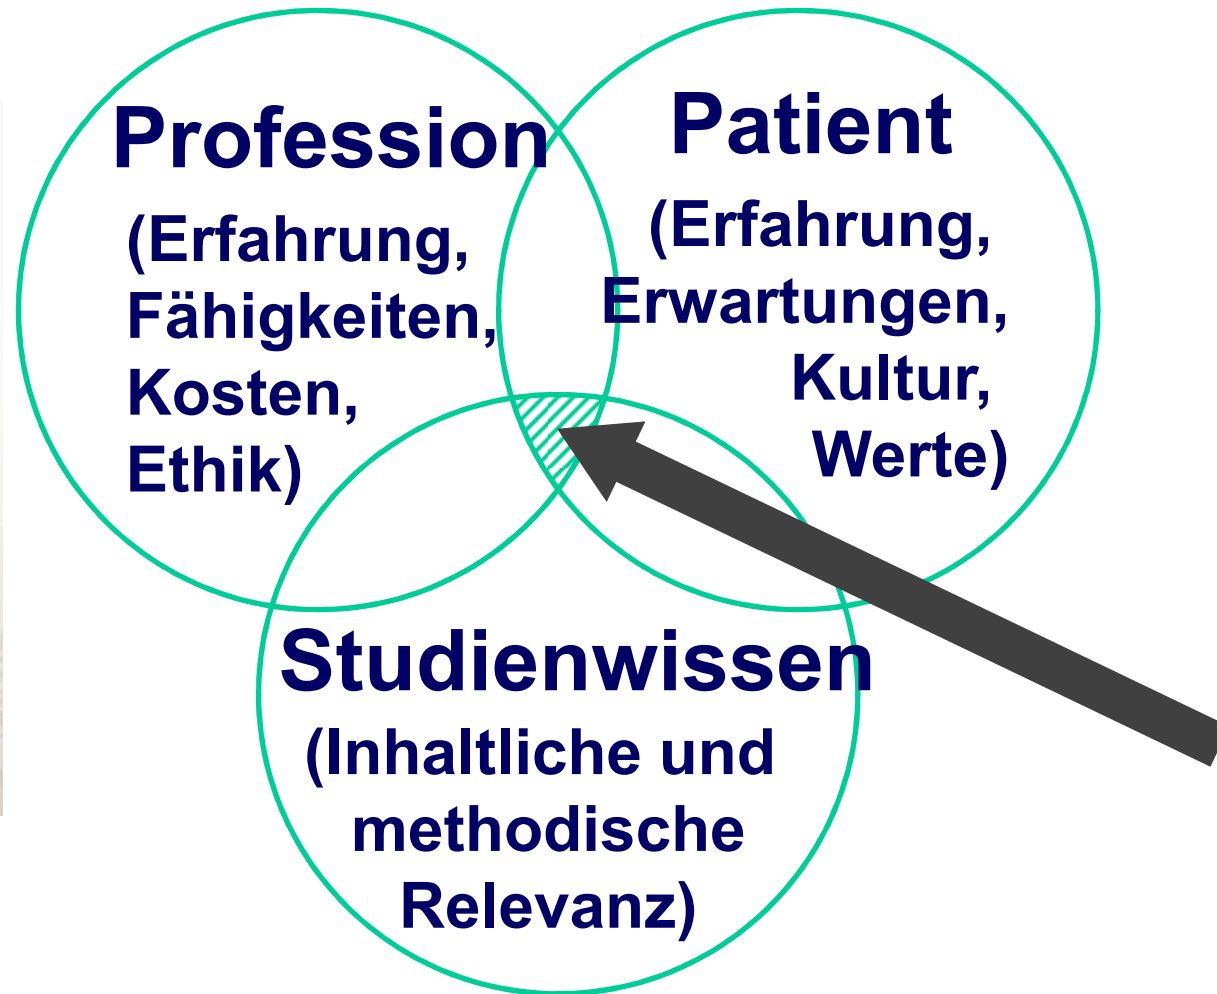 Profession
(Erfahrung,
Fähigkeiten,
Kosten,
Ethik)
Patient
(Erfahrung,
Erwartungen,
Kultur,
Werte)
Studienwissen
(Inhaltliche und
methodische
Relevanz)